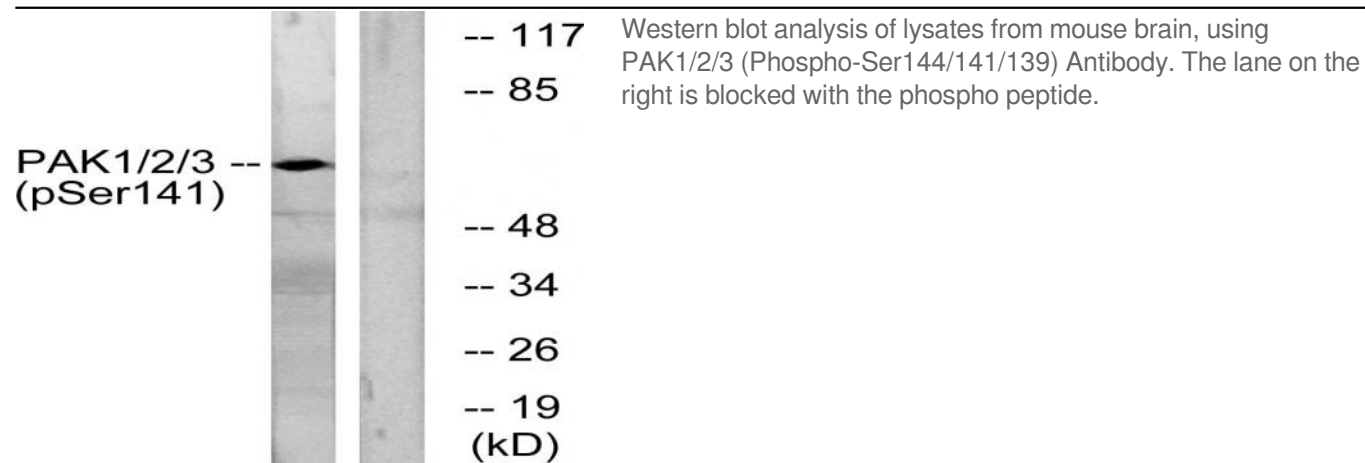 PAK1/2/3 --
(pSer141)
-- 117
-- 85
-- 48
-- 34
-- 26
-- 19
(kD)
Western blot analysis of lysates from mouse brain, using
PAK1/2/3 (Phospho-Ser144/141/139) Antibody. The lane on the
right is blocked with the phospho peptide.